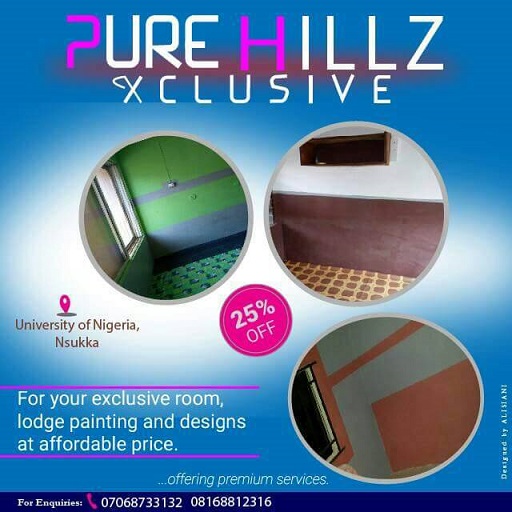 PURE HILLZ
XCLUSIVE
25%
OFF
University of Nigeria,
Nsukka
For your exclusive room,
lodge painting and designs
at affordable price.
...offering premium services.
For Enquiries: 07068733132 08168812316
Designed by ALISIANI